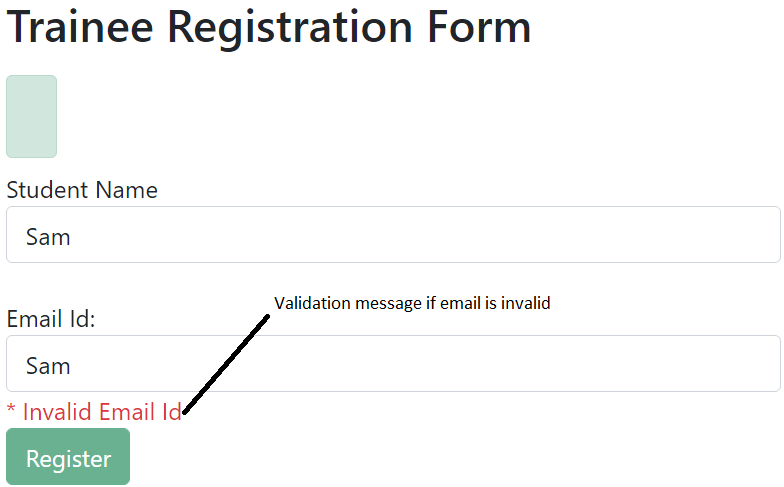 Trainee Registration Form
Student Name
Sam
Validation message if email is invalid
Email Id:
Sam
* Invalid Email Id
Register